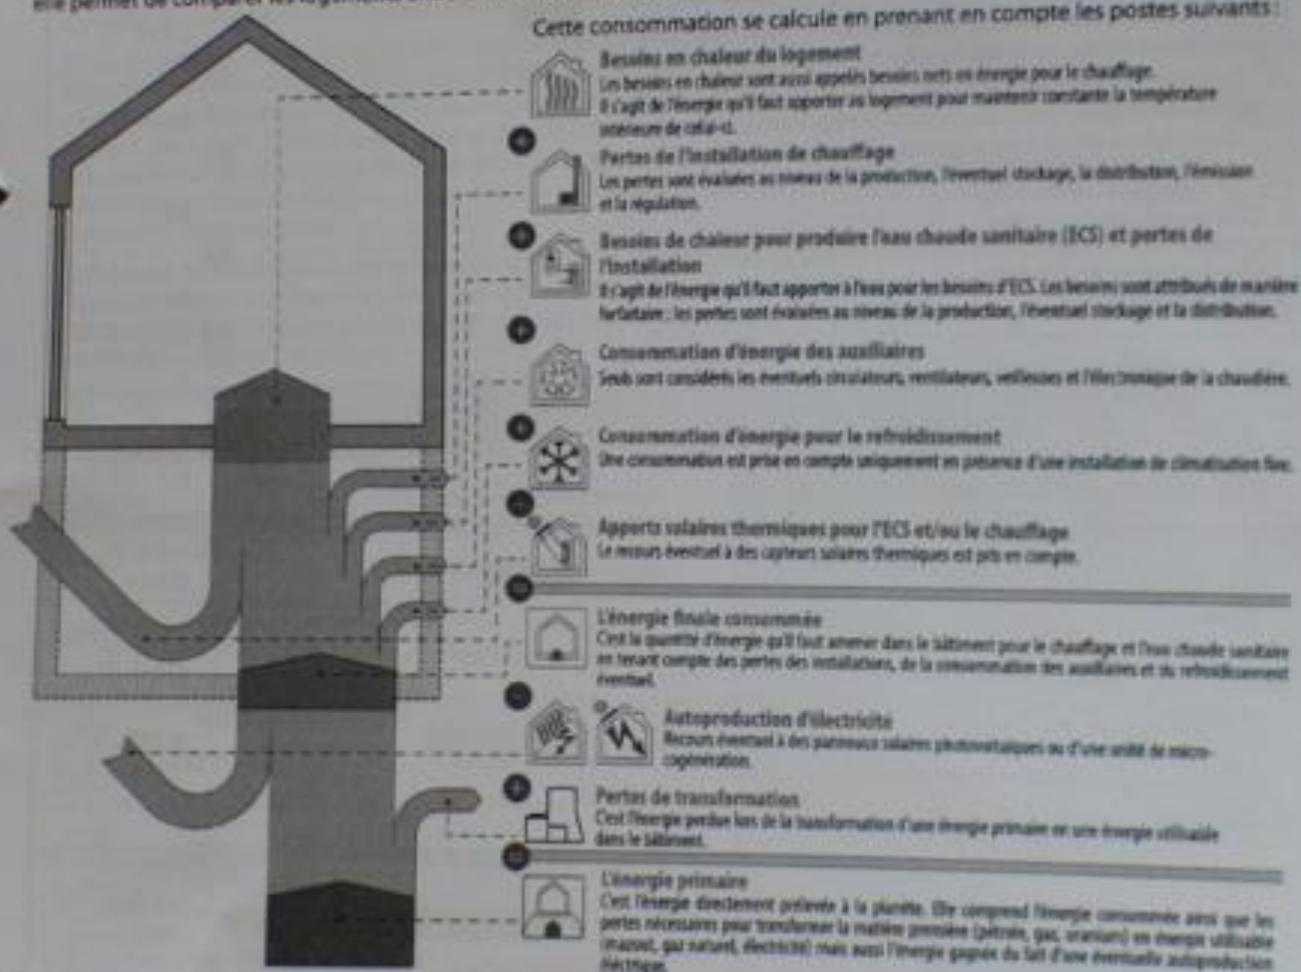 elle permet de comparer les logements
Cette consommation se calcule en prenant en compte les postes suivants :
Besoins en chaleur du logement
Les besoins en chaleur sont aussi appelés besoins nets en énergie pour le chauffage.
Il s'agit de l'énergie qu'il faut apporter au logement pour maintenir constante la température
intérieure de celui-ci.
+
Pertes de l'installation de chauffage
Les pertes sont évaluées au niveau de la production, l'éventuel stockage, la distribution, l'émission
et la régulation.
+
Besoins de chaleur pour produire l'eau chaude sanitaire (ECS) et pertes de
l'installation
Il s'agit de l'énergie qu'il faut apporter à l'eau pour les besoins d'ECS. Les besoins sont attribués de manière
forfaitaire ; les pertes sont évaluées au niveau de la production, l'éventuel stockage et la distribution.
+
Consommation d'énergie des auxiliaires
Seuls sont considérés les éventuels circulateurs, ventilateurs, veilleuses et l'électronique de la chaudière.
+
Consommation d'énergie pour le refroidissement
Une consommation est prise en compte uniquement en présence d'une installation de climatisation fixe.
-
Apports solaires thermiques pour l'ECS et/ou le chauffage
Le recours éventuel à des capteurs solaires thermiques est pris en compte.
=
L'énergie finale consommée
C'est la quantité d'énergie qu'il faut amener dans le bâtiment pour le chauffage et l'eau chaude sanitaire
en tenant compte des pertes des installations, de la consommation des auxiliaires et du refroidissement
éventuel.
-
Autoproduction d'électricité
Recours éventuel à des panneaux solaires photovoltaïques ou d'une unité de micro-
cogénération.
+
Pertes de transformation
C'est l'énergie perdue lors de la transformation d'une énergie primaire en une énergie utilisable
dans le bâtiment.
=
L'énergie primaire
C'est l'énergie directement prélevée à la planète. Elle comprend l'énergie consommée ainsi que les
pertes nécessaires pour transformer la matière première (pétrole, gaz, uranium) en énergie utilisable
(mazout, gaz naturel, électricité) mais aussi l'énergie gagnée du fait d'une éventuelle autoproduction
électrique.